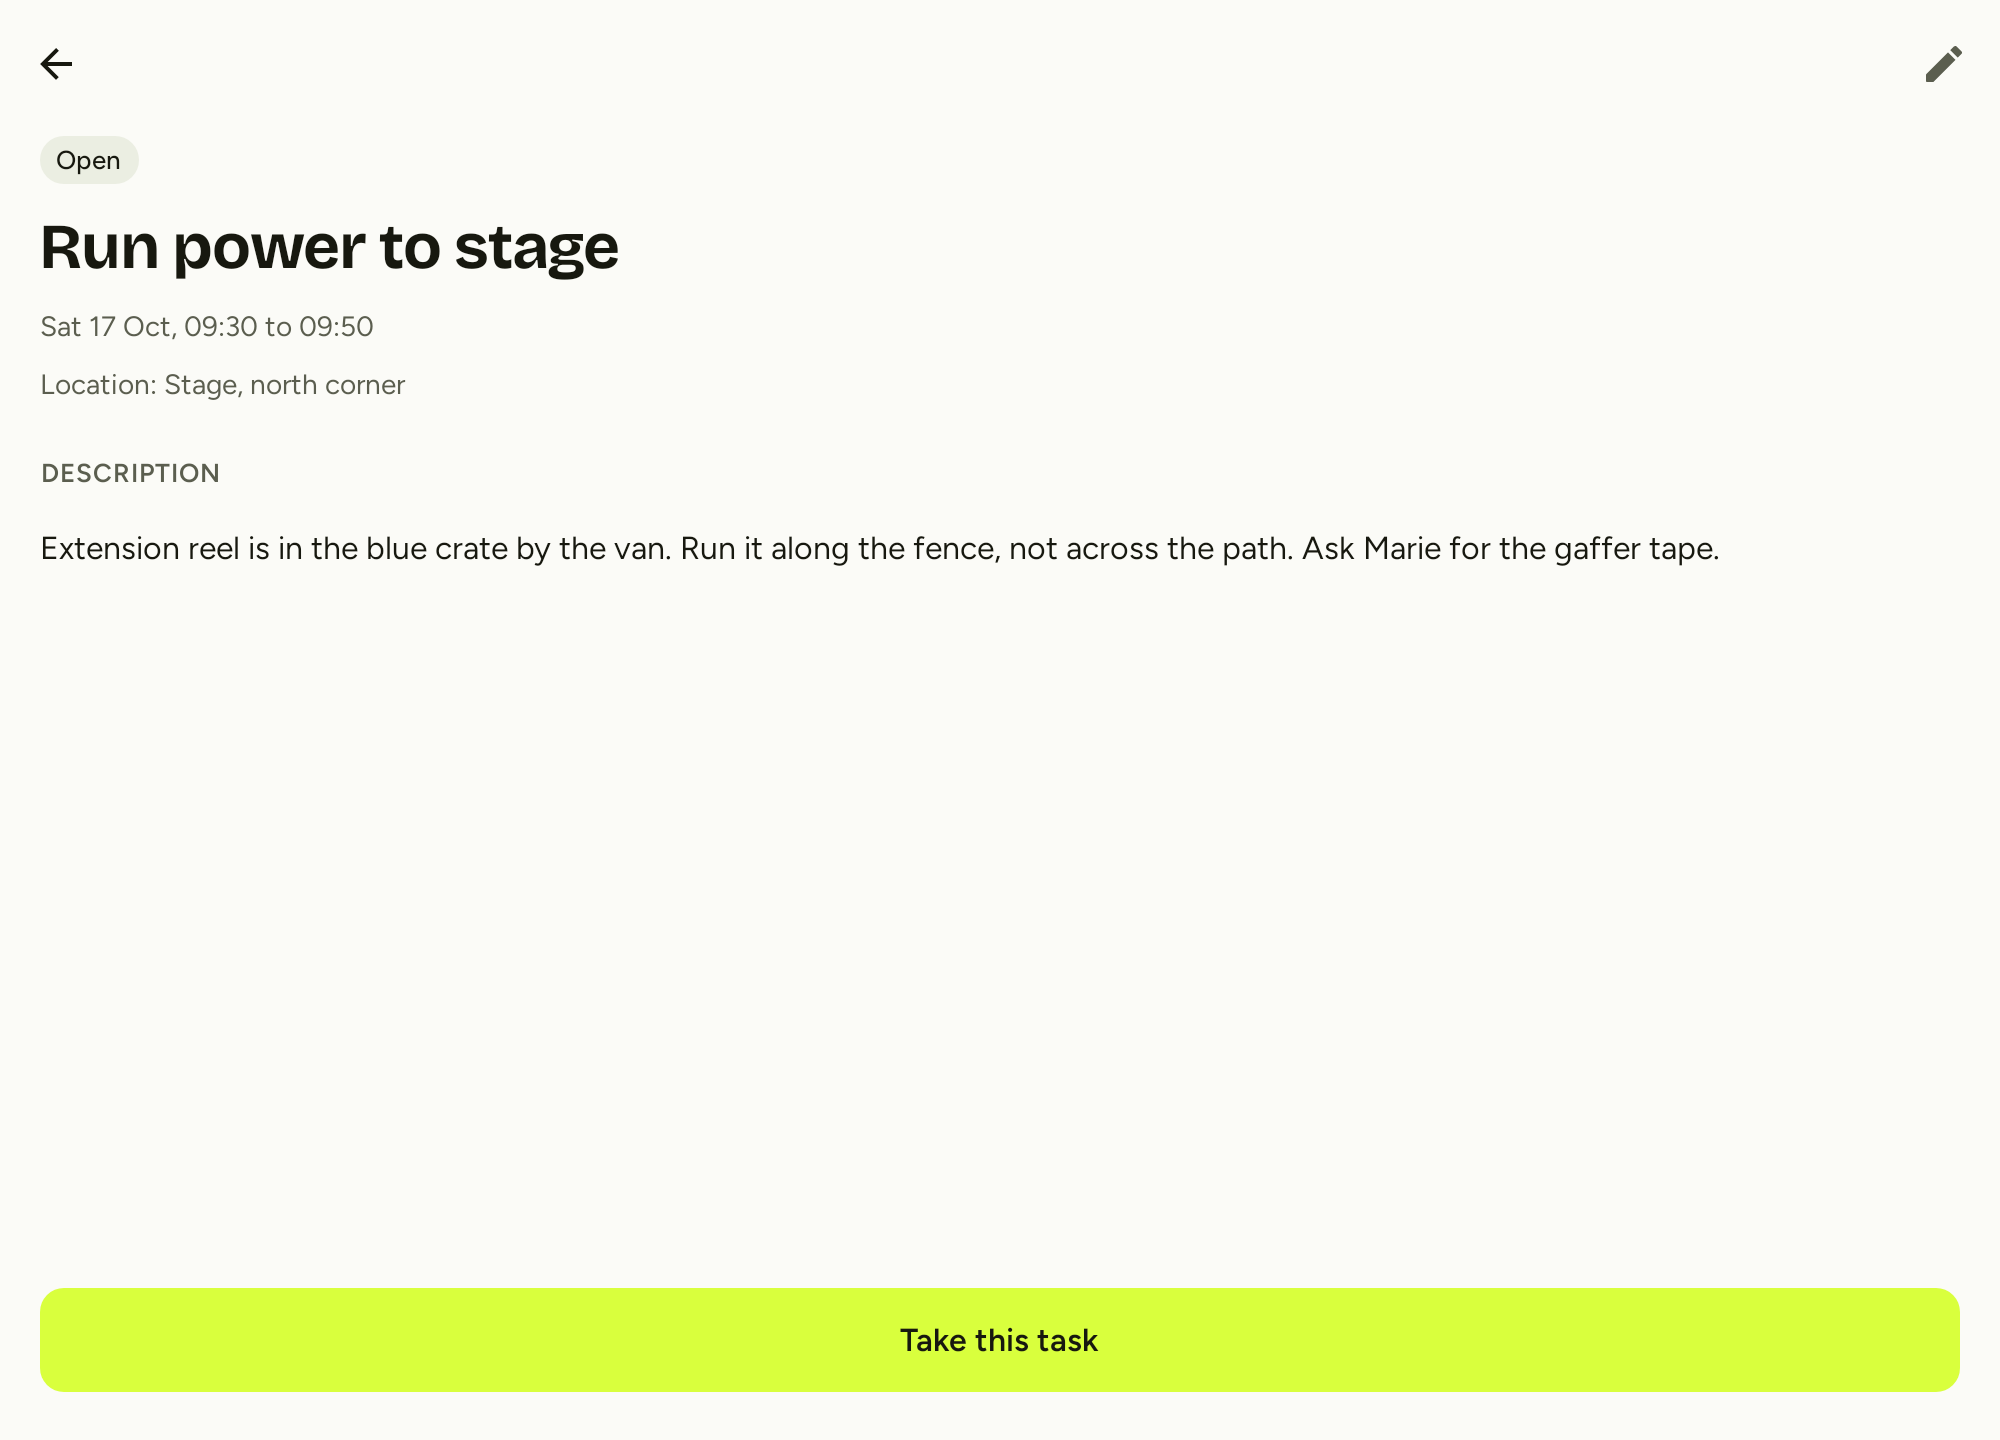 Open
Run power to stage
Sat 17 Oct, 09:30 to 09:50
Location: Stage, north corner
DESCRIPTION
Extension reel is in the blue crate by the van. Run it along the fence, not across the path. Ask Marie for the gaffer tape.
Take this task